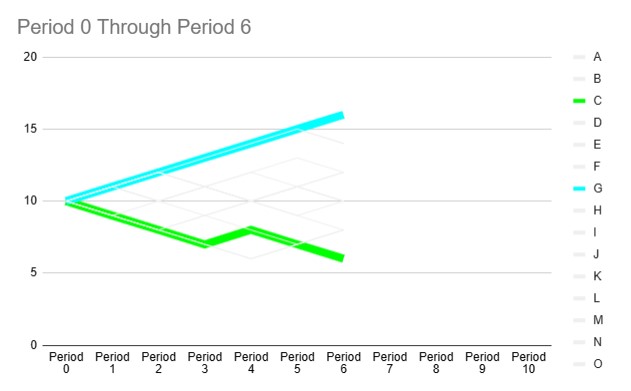 Period 0 Through Period 6
20
15
10
5
0
Period 0
Period 1
Period 2
Period 3
Period 4
Period 5
Period 6
Period 7
Period 8
Period 9
Period 10
A
B
C
D
E
F
G
H
I
J
K
L
M
N
O